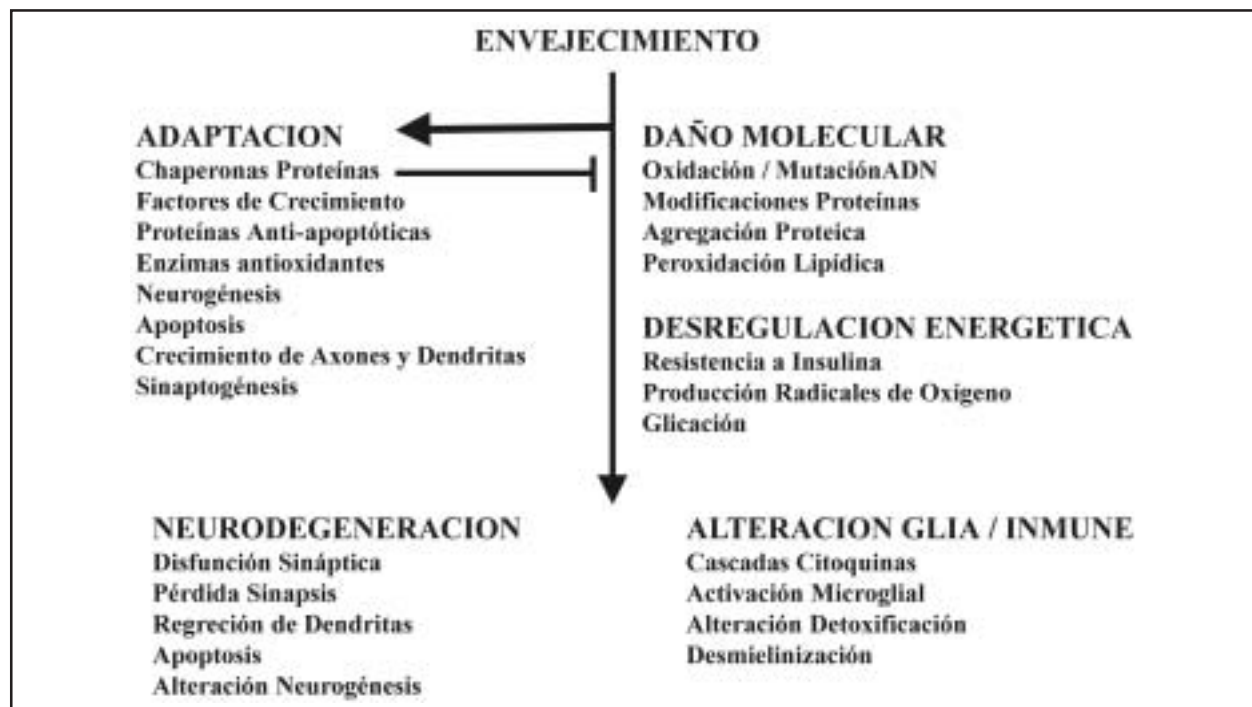 ENVEJECIMIENTO
ADAPTACION
Chaperonas Proteínas
Factores de Crecimiento
Proteínas Anti-apoptóticas
Enzimas antioxidantes
Neurogénesis
Apoptosis
Crecimiento de Axones y Dendritas
Sinaptogénesis
DAÑO MOLECULAR
Oxidación / MutaciónADN
Modificaciones Proteínas
Agregación Proteica
Peroxidación Lipídica
DESREGULACION ENERGETICA
Resistencia a Insulina
Producción Radicales de Oxígeno
Glicación
NEURODEGENERACION
Disfunción Sináptica
Pérdida Sinapsis
Regreción de Dendritas
Apoptosis
Alteración Neurogénesis
ALTERACION GLIA / INMUNE
Cascadas Citoquinas
Activación Microglial
Alteración Detoxificación
Desmielinización